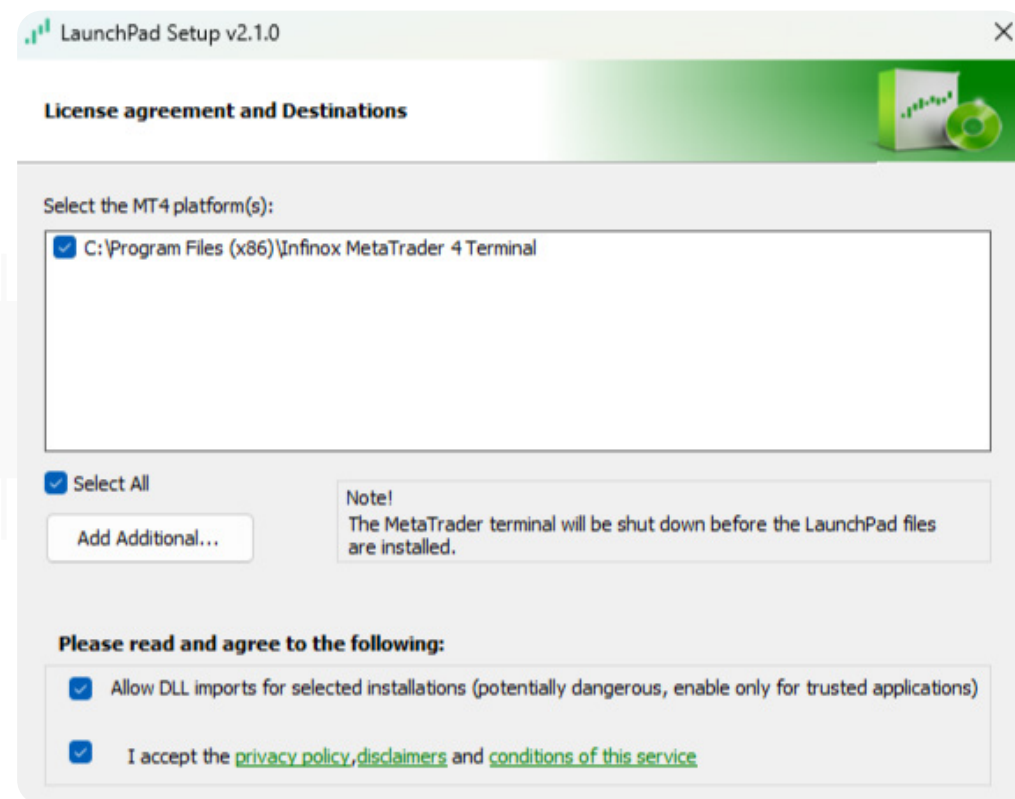 LaunchPad Setup v2.1.0
License agreement and Destinations
Select the MT4 platform(s):
C:\Program Files (x86)\Infinox MetaTrader 4 Terminal
Select All
Add Additional...
Note!
The MetaTrader terminal will be shut down before the LaunchPad files
are installed.
Please read and agree to the following:
Allow DLL imports for selected installations (potentially dangerous, enable only for trusted applications)
I accept the privacy policy,disclaimers and conditions of this service